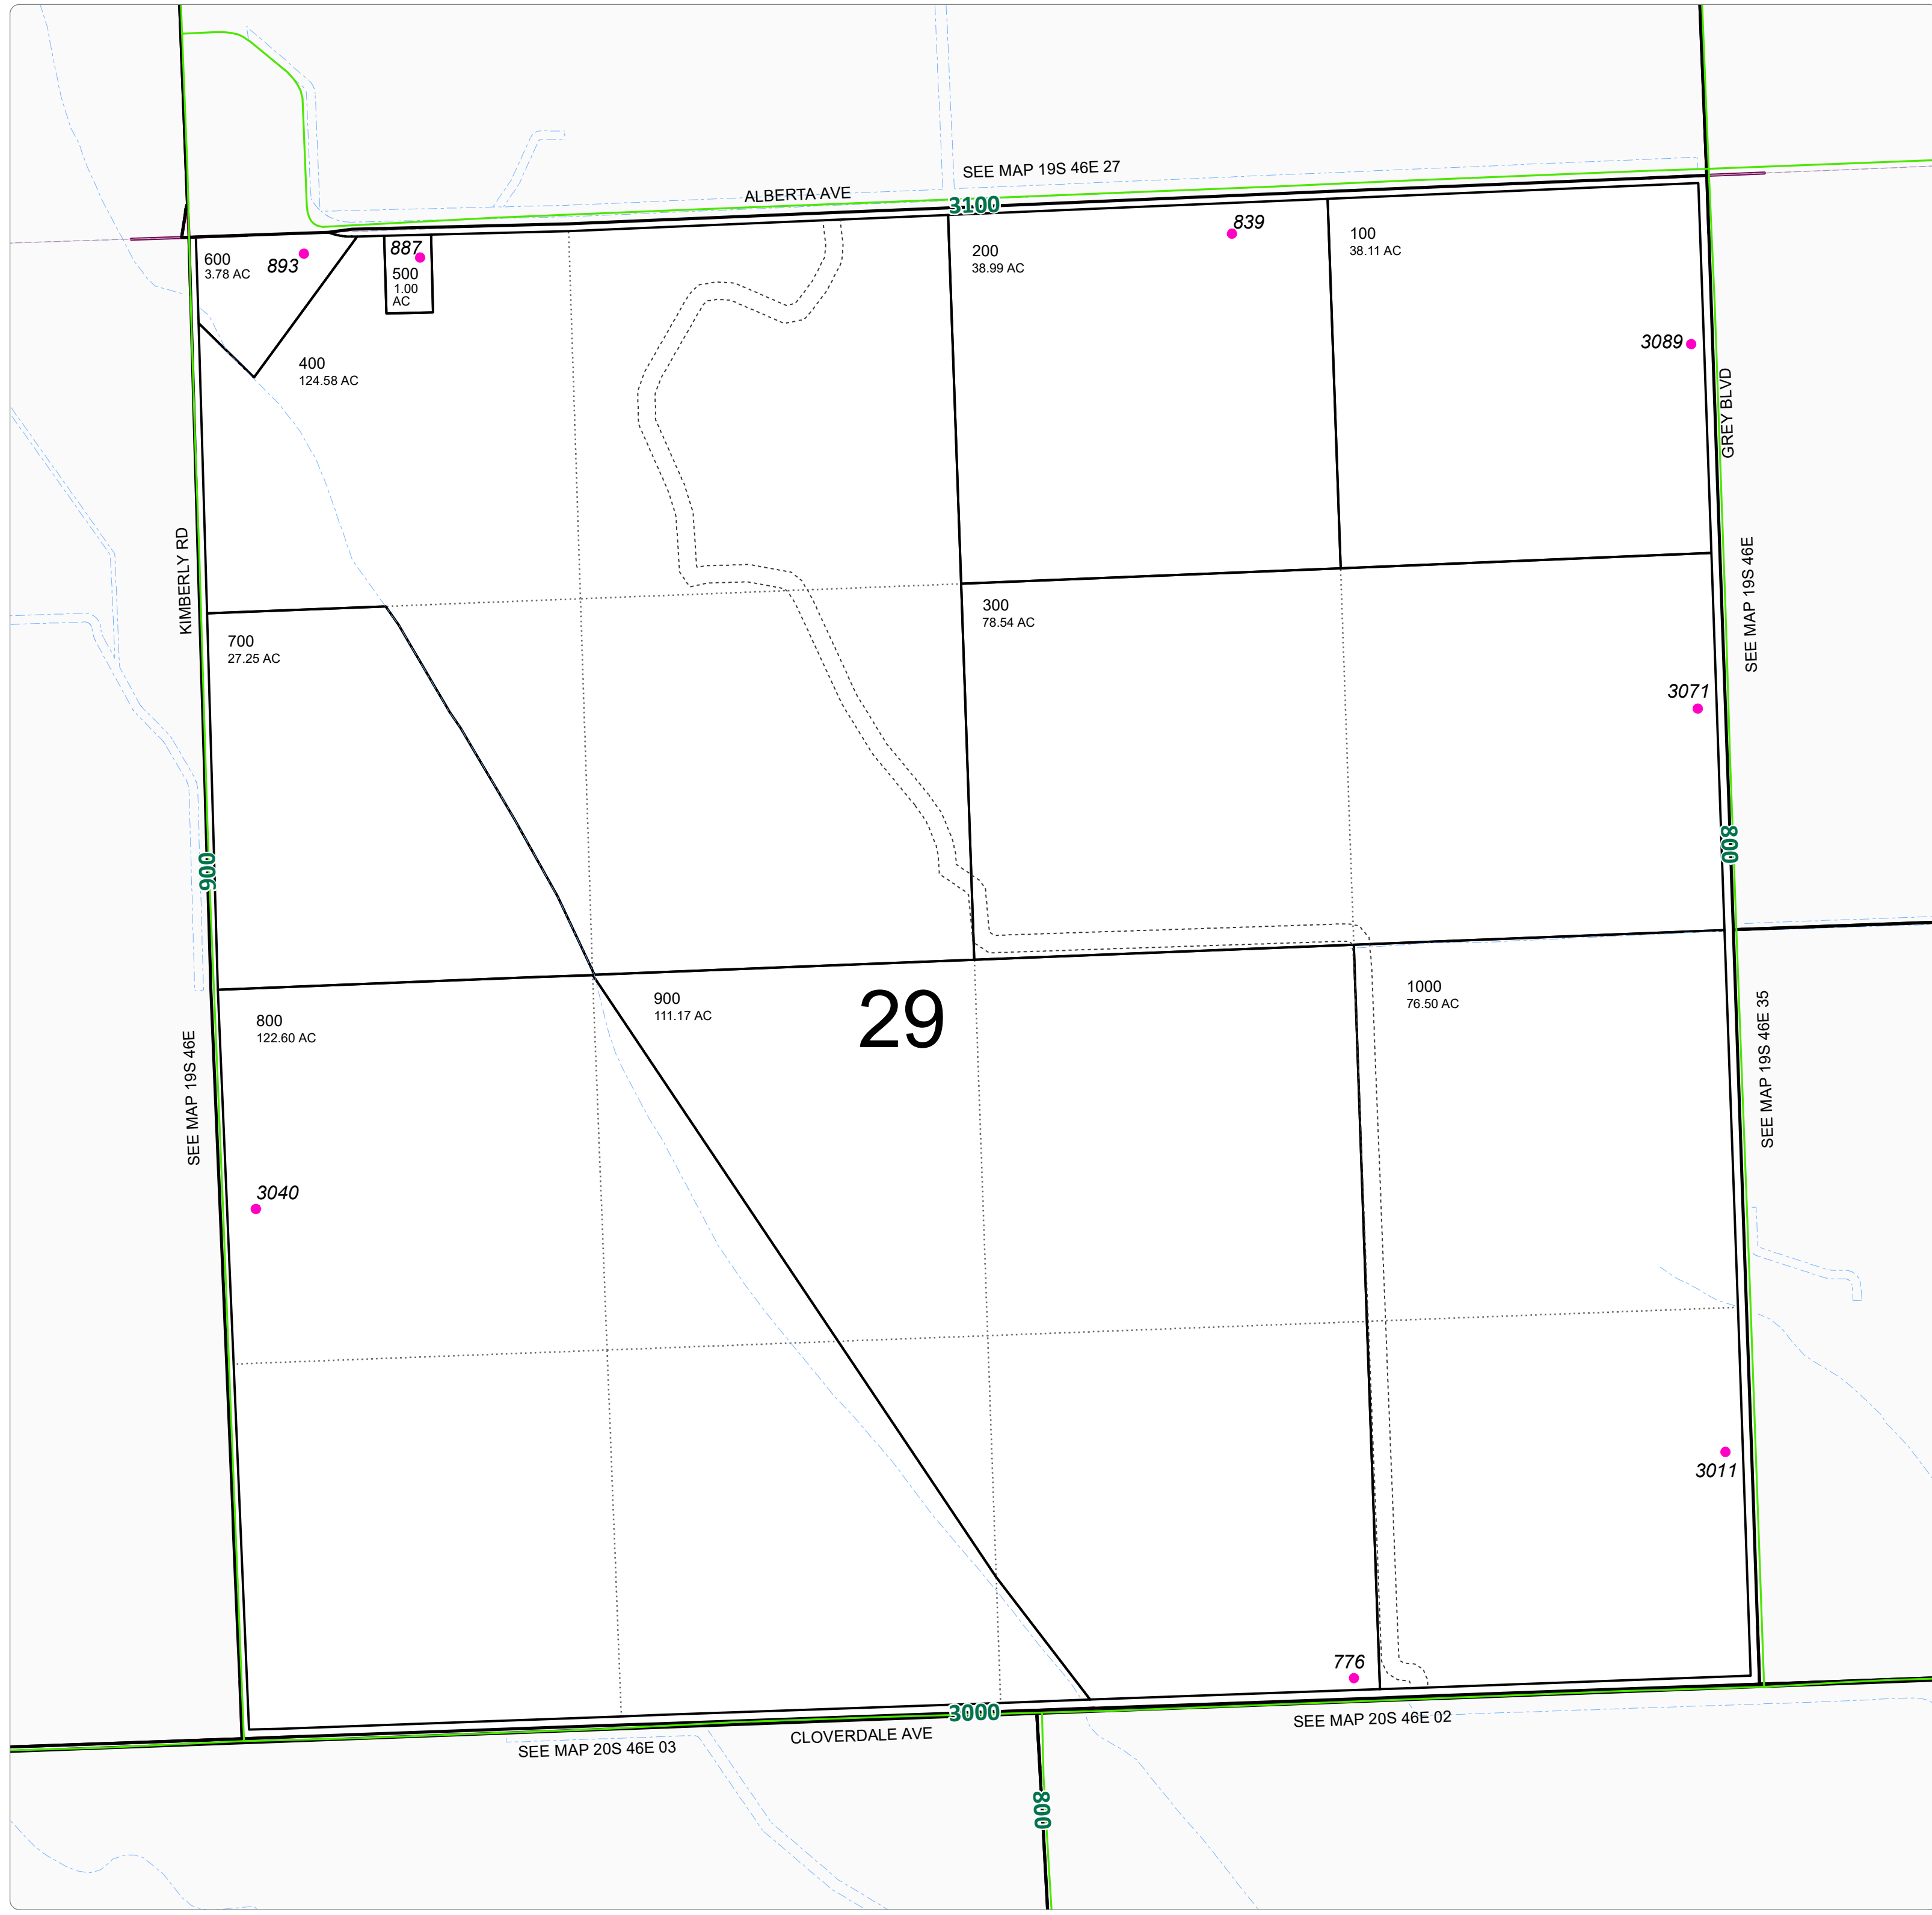 SEE MAP 19S 46E 27
ALBERTA AVE
3100
839
887
893
600
3.78 AC
500
1.00
AC
200
38.99 AC
100
38.11 AC
3089
400
124.58 AC
GREY BLVD
KIMBERLY RD
SEE MAP 19S 46E
300
78.54 AC
700
27.25 AC
3071
800
900
900
111.17 AC
29
1000
76.50 AC
800
122.60 AC
SEE MAP 19S 46E
SEE MAP 19S 46E 35
3040
3011
776
3000
CLOVERDALE AVE
SEE MAP 20S 46E 02
SEE MAP 20S 46E 03
800